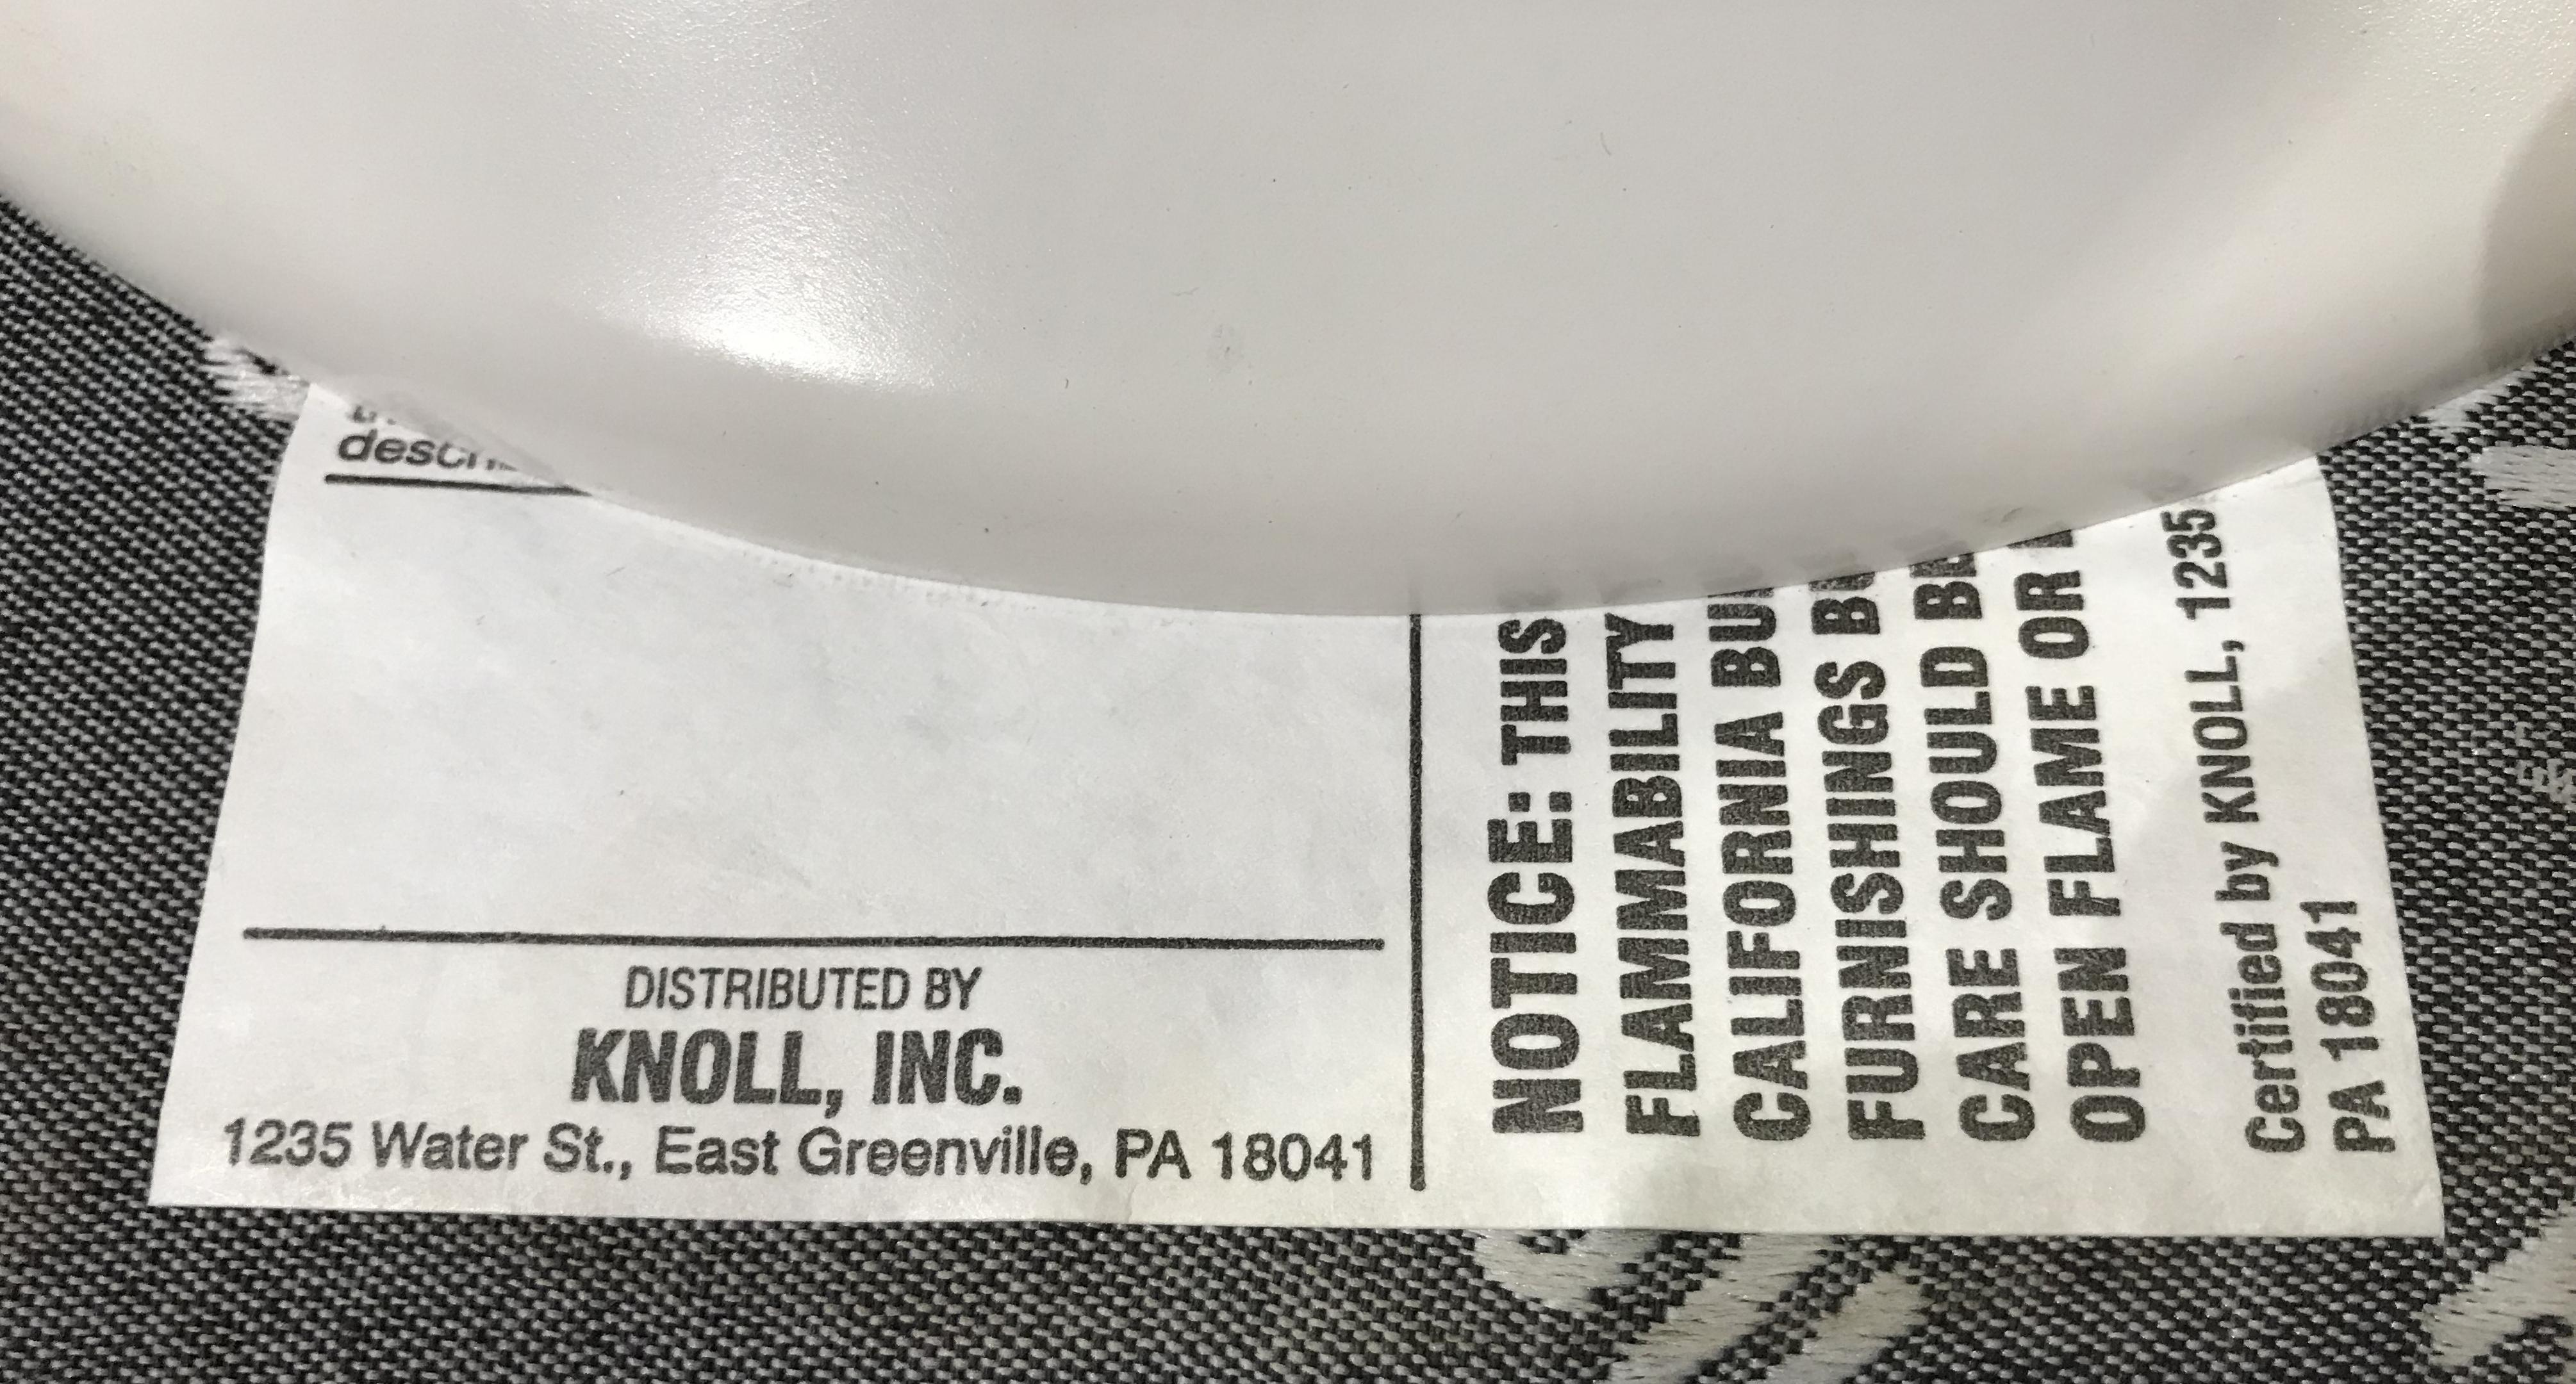 DISTRIBUTED BY
KNOLL, INC.
1235 Water St., East Greenville, PA 18041
NOTICE: THIS
FLAMMABILITY
CALIFORNIA
FURNISHINGS
CARE SHOULD
OPEN FLAME OR
Certified by KNOLL, 1235
PA 18041